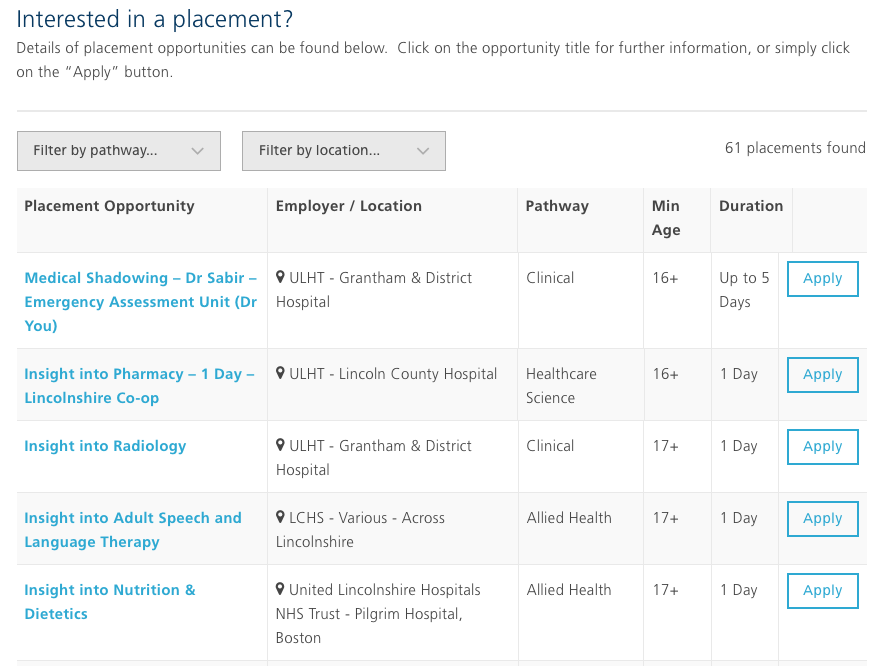 Interested in a placement?
Details of placement opportunities can be found below.  Click on the opportunity title for further information, or simply click
on the “Apply” button.
Filter by pathway...
Filter by location...
61 placements found
Placement Opportunity
Employer / Location
Pathway
Min
Age
Duration
Medical Shadowing – Dr Sabir –
Emergency Assessment Unit (Dr
You)
ULHT - Grantham & District
Hospital
Clinical
16+
Up to 5
Days
Apply
Insight into Pharmacy – 1 Day –
Lincolnshire Co-op
ULHT - Lincoln County Hospital
Healthcare
Science
16+
1 Day
Apply
Insight into Radiology
ULHT - Grantham & District
Hospital
Clinical
17+
1 Day
Apply
Insight into Adult Speech and
Language Therapy
LCHS - Various - Across
Lincolnshire
Allied Health
17+
1 Day
Apply
Insight into Nutrition &
Dietetics
United Lincolnshire Hospitals
NHS Trust - Pilgrim Hospital,
Boston
Allied Health
17+
1 Day
Apply